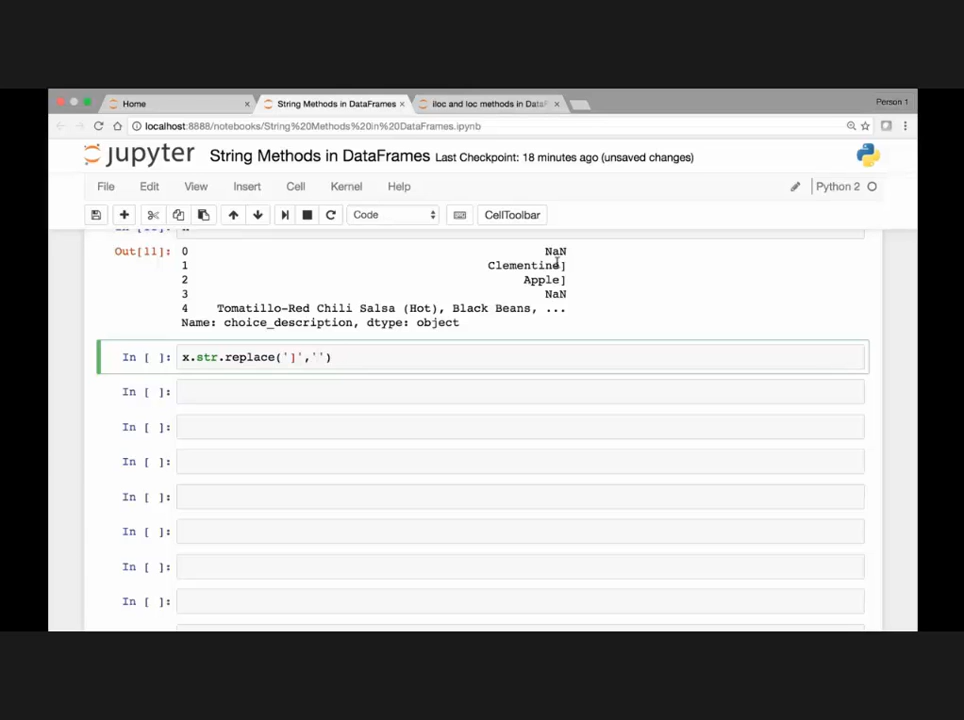 Home
String Methods in DataFrames
iloc and loc methods in DataF
Person 1
localhost:8888/notebooks/String%20Methods%20in%20DataFrames.ipynb
jupyter String Methods in DataFrames Last Checkpoint: 18 minutes ago (unsaved changes)
File Edit View Insert Cell Kernel Help Python 2
Code CellToolbar
Out[11]: 0 NaN
1 Clementine]
2 Apple]
3 NaN
4 Tomatillo-Red Chili Salsa (Hot), Black Beans, ...
Name: choice_description, dtype: object
In [ ]: x.str.replace(']','')
In [ ]:
In [ ]:
In [ ]:
In [ ]:
In [ ]:
In [ ]:
In [ ]: